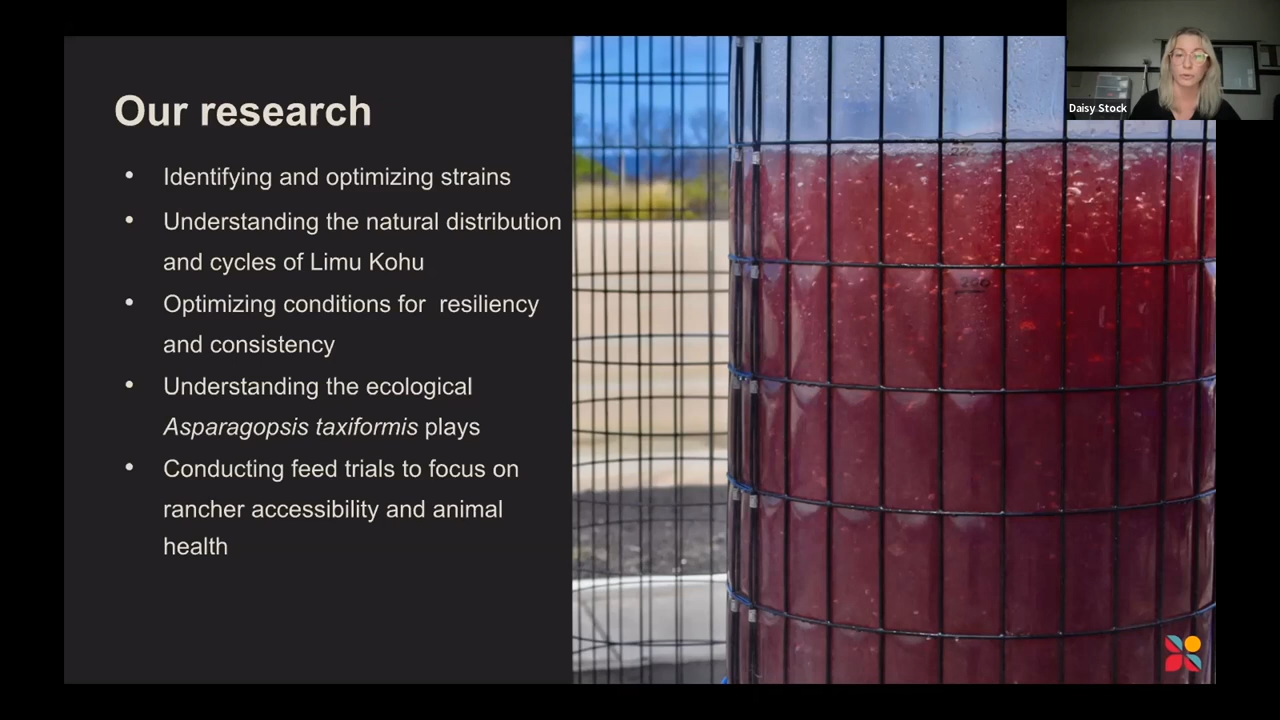 Our research
• Identifying and optimizing strains
• Understanding the natural distribution
and cycles of Limu Kohu
• Optimizing conditions for  resiliency
and consistency
• Understanding the ecological
Asparagopsis taxiformis plays
• Conducting feed trials to focus on
rancher accessibility and animal
health
Daisy Stock
200